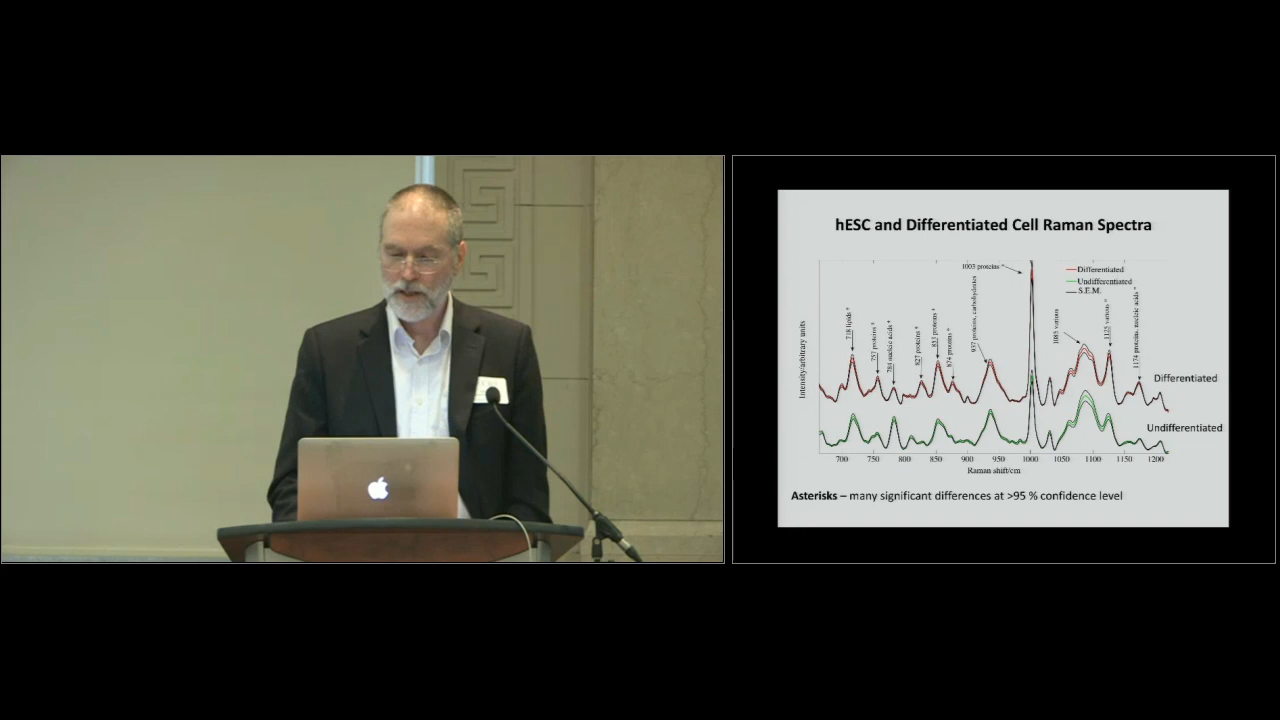 hESC and Differentiated Cell Raman Spectra
1003 proteins *
Differentiated
Undifferentiated
S.E.M.
718 lipids *
757 proteins *
781 nucleic acids *
827 proteins *
853 proteins *
874 proteins *
937 proteins, carbohydrates
1085 various
1125 various *
1174 proteins, nucleic acids *
Intensity/arbitrary units
Differentiated
Undifferentiated
700 750 800 850 900 950 1000 1050 1100 1150 1200
Raman shift/cm
Asterisks – many significant differences at >95 % confidence level